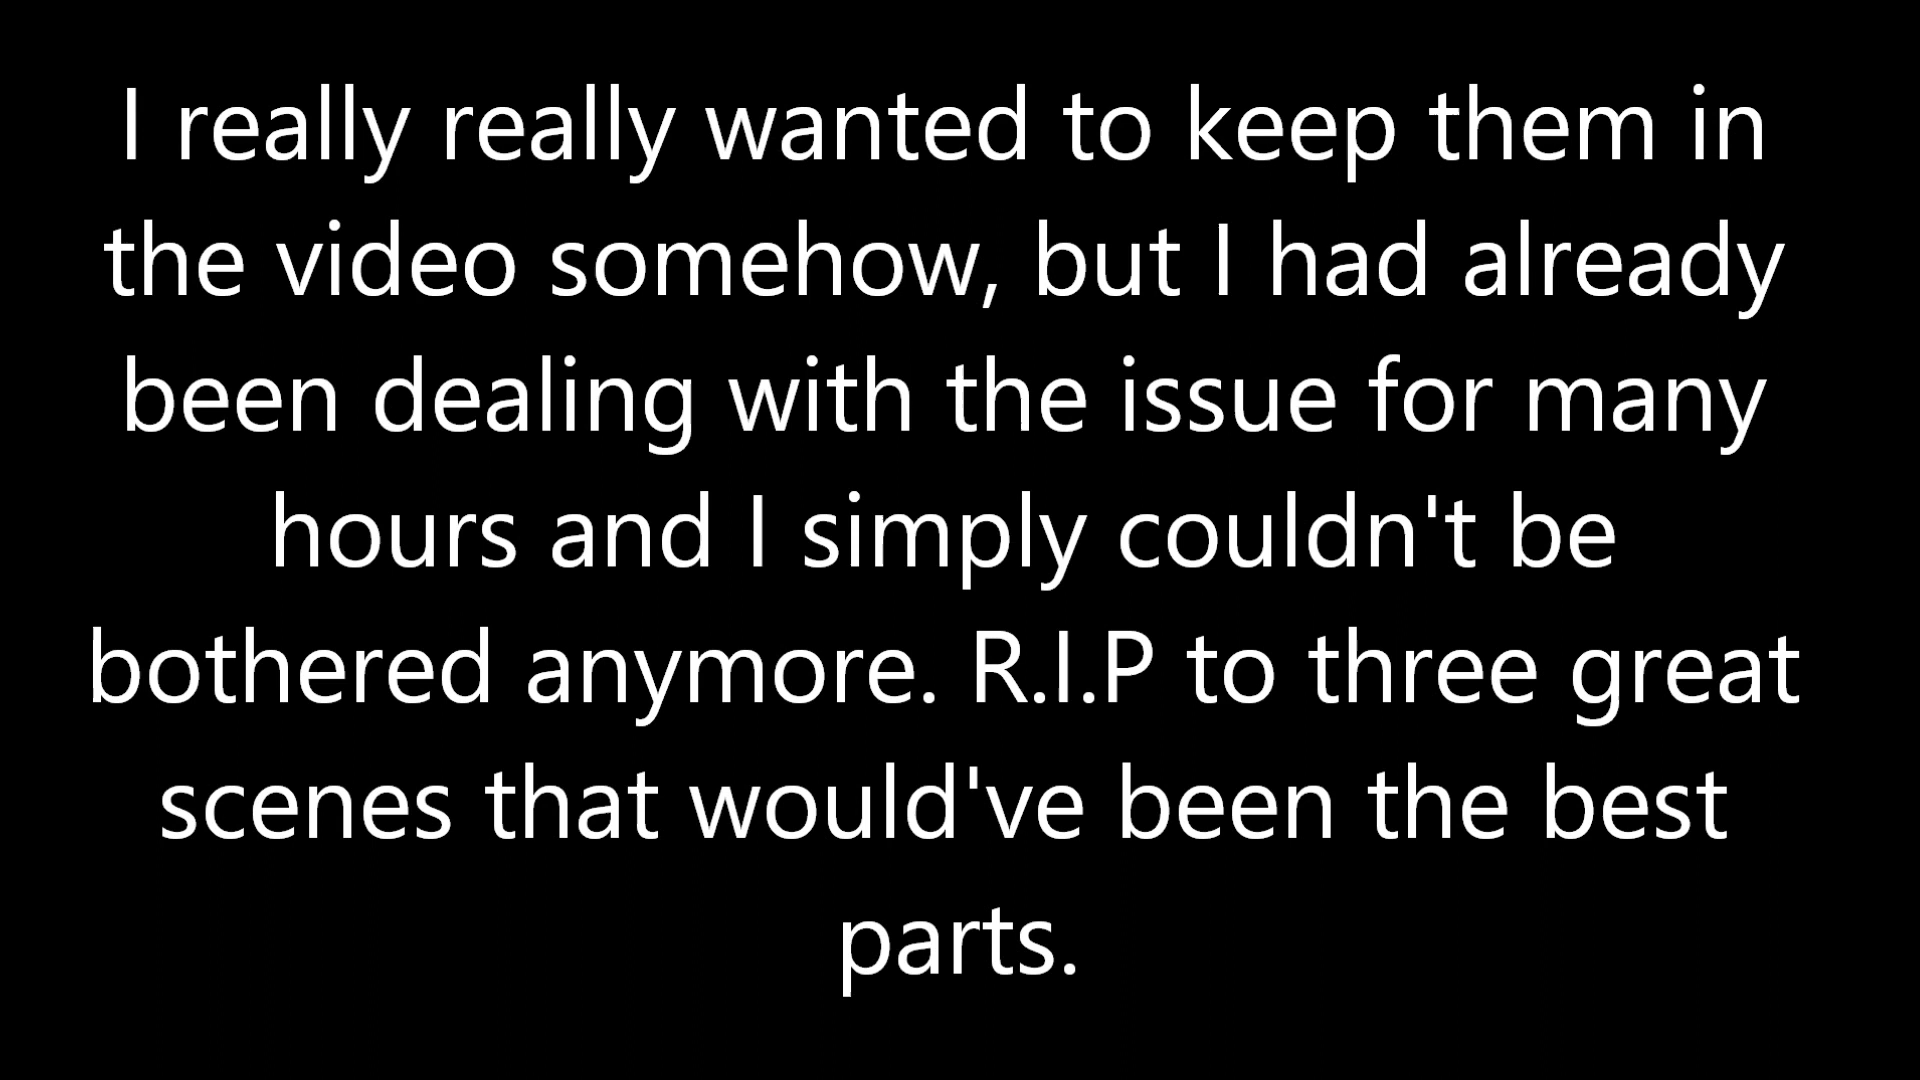 I really really wanted to keep them in
the video somehow, but I had already
been dealing with the issue for many
hours and I simply couldn't be
bothered anymore. R.I.P to three great
scenes that would've been the best
parts.